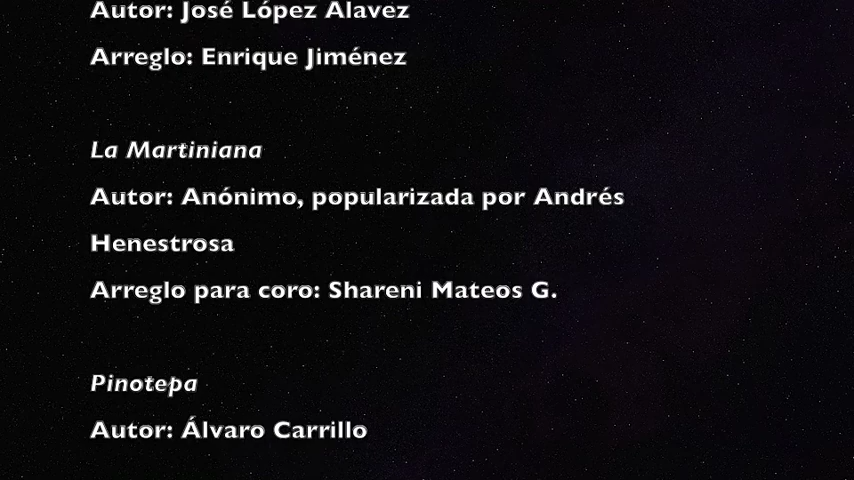 Autor: José López Alavez
Arreglo: Enrique Jiménez
La Martiniana
Autor: Anónimo, popularizada por Andrés
Henestrosa
Arreglo para coro: Shareni Mateos G.
Pinotepa
Autor: Álvaro Carrillo